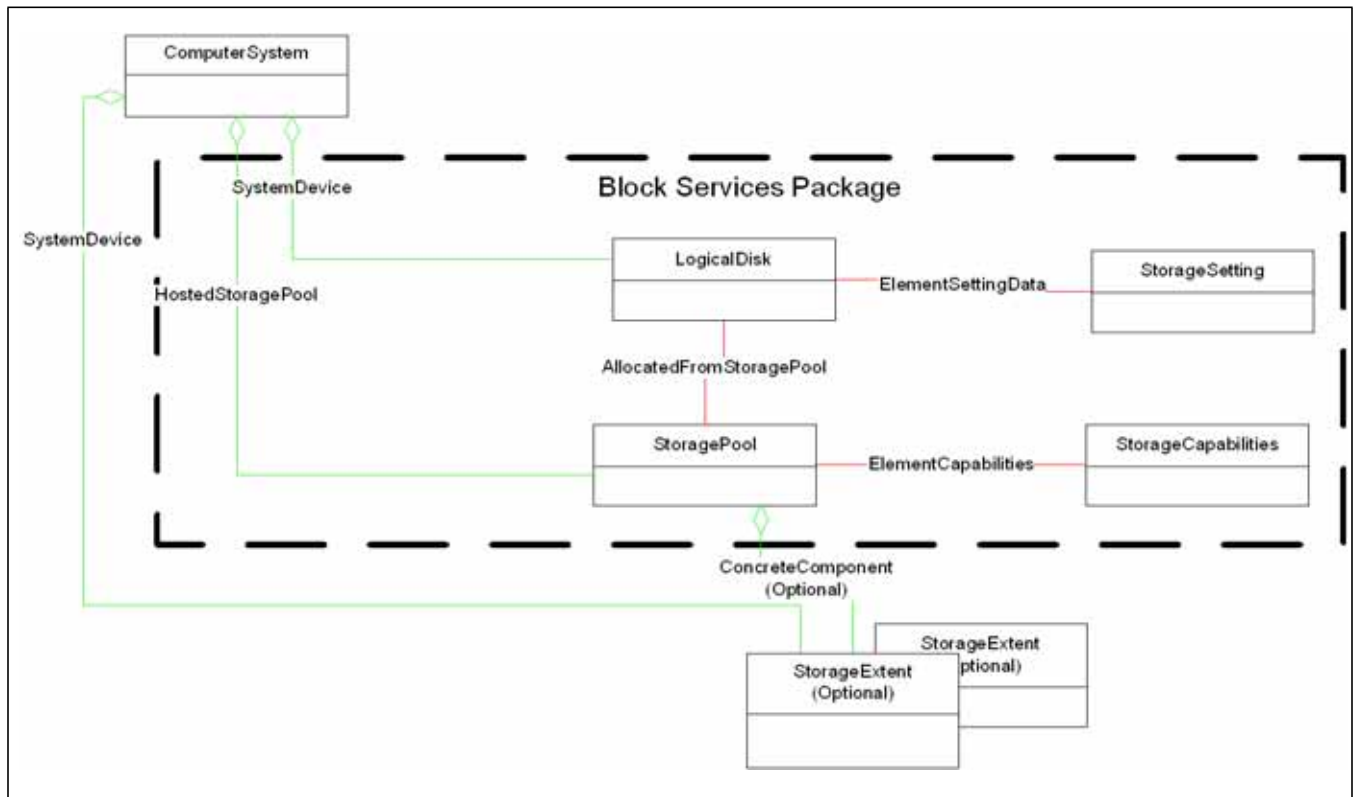 ComputerSystem
SystemDevice
Block Services Package
SystemDevice
LogicalDisk
StorageSetting
ElementSettingData
HostedStoragePool
AllocatedFromStoragePool
StoragePool
StorageCapabilities
ElementCapabilities
ConcreteComponent
(Optional)
StorageExtent
ptional)
StorageExtent
(Optional)